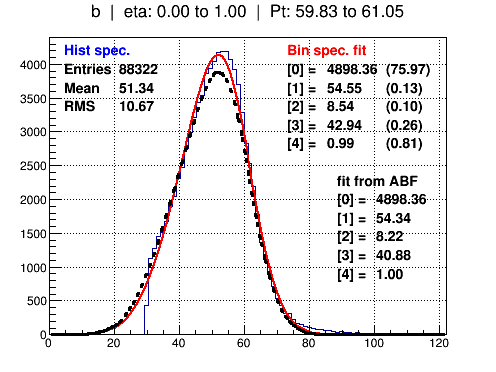 b | eta: 0.00 to 1.00 | Pt: 59.83 to 61.05
Hist spec.
Entries 88322
Mean 51.34
RMS 10.67
Bin spec. fit
[0] = 4898.36 (75.97)
[1] = 54.55 (0.13)
[2] = 8.54 (0.10)
[3] = 42.94 (0.26)
[4] = 0.99 (0.81)
fit from ABF
[0] = 4898.36
[1] = 54.34
[2] = 8.22
[3] = 40.88
[4] = 1.00
4000
3500
3000
2500
2000
1500
1000
500
0
0 20 40 60 80 100 120